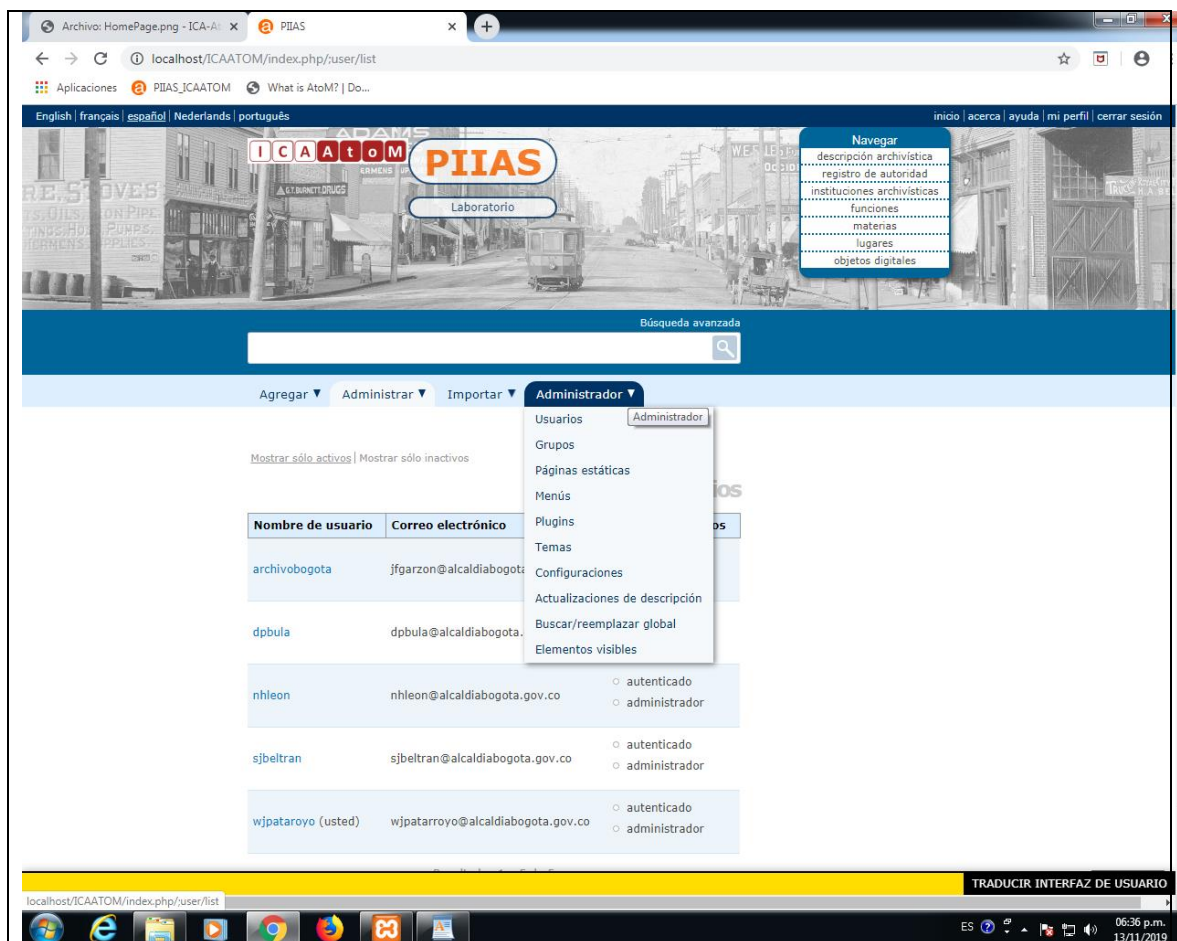 Archivo: HomePage.png - ICA-At
PIIAS
localhost/ICAATOM/index.php/;user/list
Aplicaciones PIIAS_ICAATOM What is AtoM? | Do...
English | français | español | Nederlands | português
inicio | acerca | ayuda | mi perfil | cerrar sesión
ICAAtoM
PIIAS
Laboratorio
ADAMS
G.T. BURNETT. DRUGS
Navegar
descripción archivística
registro de autoridad
instituciones archivísticas
funciones
materias
lugares
objetos digitales
Búsqueda avanzada
Agregar ▼ Administrar ▼ Importar ▼ Administrador ▼
Administrador
Usuarios
Grupos
Páginas estáticas
Menús
Plugins
Temas
Configuraciones
Actualizaciones de descripción
Buscar/reemplazar global
Elementos visibles
Mostrar sólo activos | Mostrar sólo inactivos
ios
Nombre de usuario Correo electrónico os
archivobogota jfgarzon@alcaldiabogota
dpbula dpbula@alcaldiabogota.
nhleon nhleon@alcaldiabogota.gov.co
autenticado
administrador
sjbeltran sjbeltran@alcaldiabogota.gov.co
autenticado
administrador
wjpataroyo (usted) wjpatarroyo@alcaldiabogota.gov.co
autenticado
administrador
TRADUCIR INTERFAZ DE USUARIO
localhost/ICAATOM/index.php/;user/list
ES
06:36 p.m.
13/11/2019